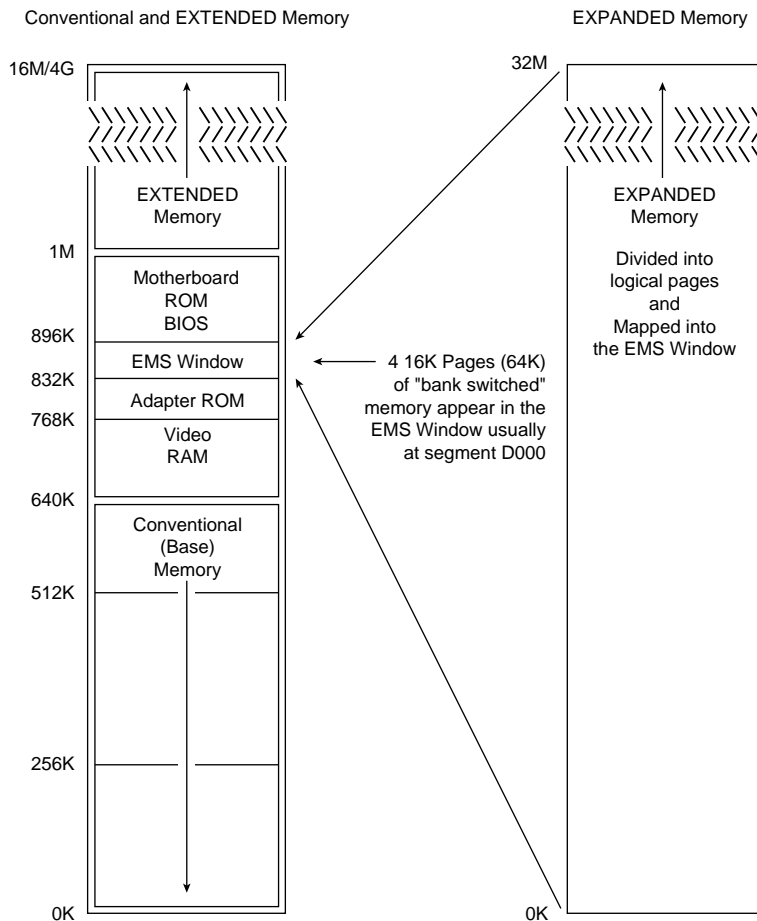 Conventional and EXTENDED Memory
EXPANDED Memory
16M/4G
EXTENDED
Memory
1M
Motherboard
ROM
BIOS
896K
EMS Window
832K
Adapter ROM
768K
Video
RAM
640K
Conventional
(Base)
Memory
512K
256K
0K
4 16K Pages (64K)
of "bank switched"
memory appear in the
EMS Window usually
at segment D000
32M
EXPANDED
Memory
Divided into
logical pages
and
Mapped into
the EMS Window
0K